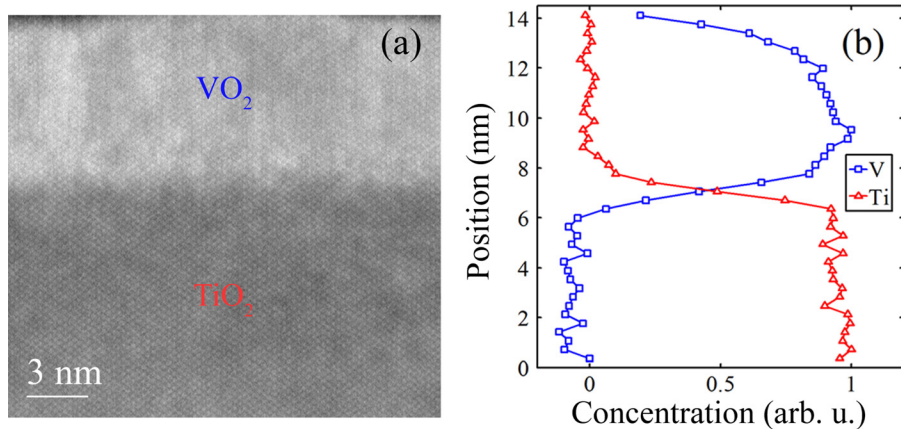 (a)
VO₂
TiO₂
3 nm
(b)
Position (nm)
14
12
10
8
6
4
2
0
V
Ti
0
0.5
1
Concentration (arb. u.)